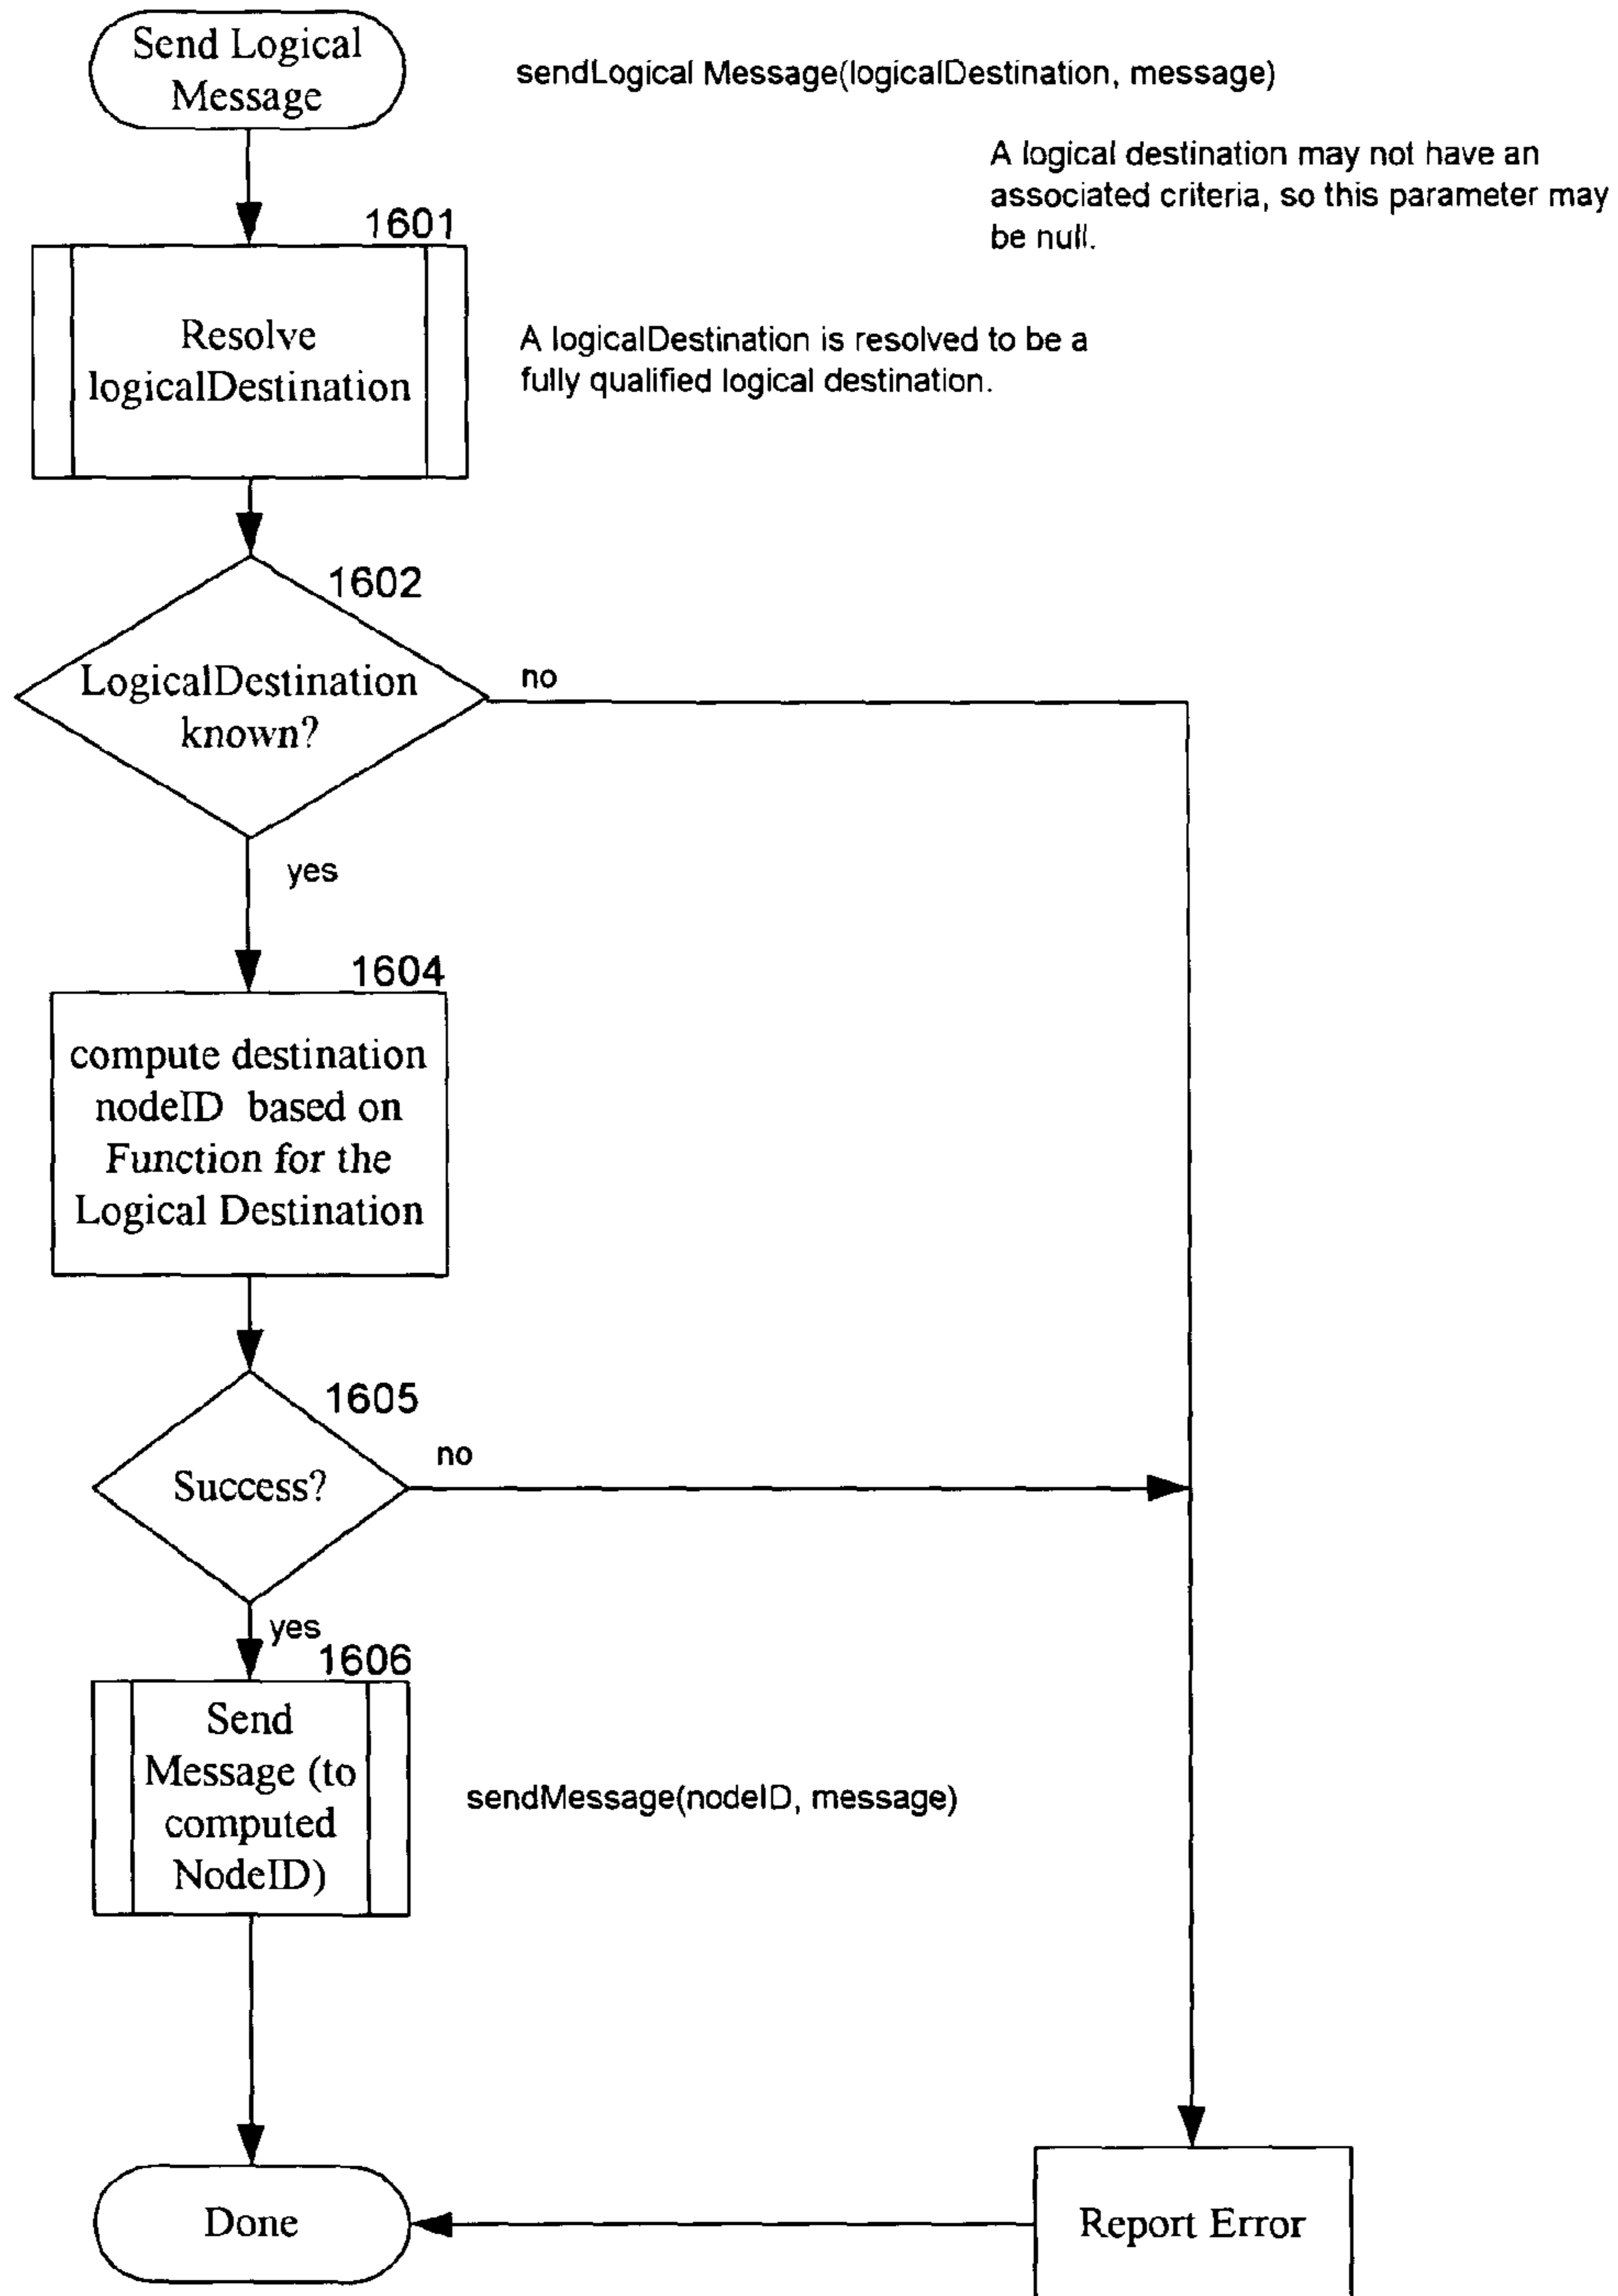 Send Logical
Message
sendLogical Message(logicalDestination, message)
A logical destination may not have an
associated criteria, so this parameter may
be null.
1601
Resolve
logicalDestination
A logicalDestination is resolved to be a
fully qualified logical destination.
1602
LogicalDestination
known?
no
yes
1604
compute destination
nodeID based on
Function for the
Logical Destination
1605
Success?
no
yes
1606
Send
Message (to
computed
NodeID)
sendMessage(nodeID, message)
Done
Report Error